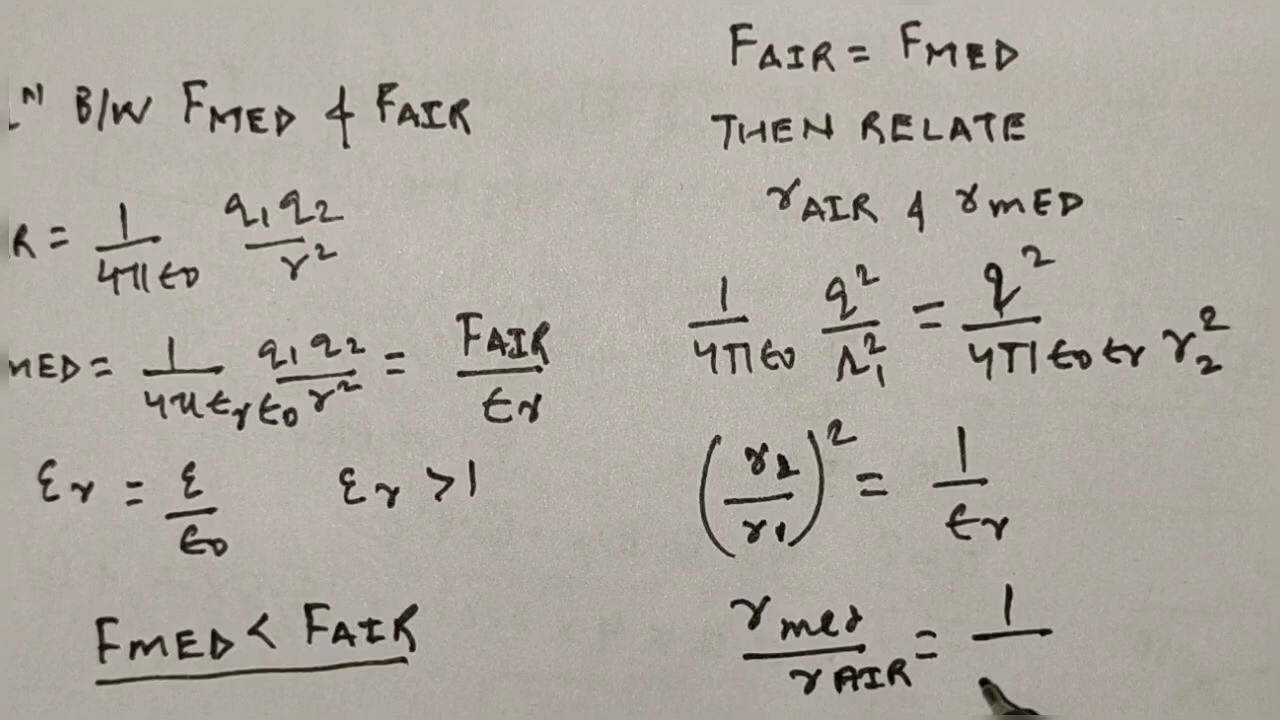 B/W FMED & FAIR
R = 1/4πϵ0 q1q2/r²
MED = 1/4πϵrϵ0 q1q2/r² = FAIR/ϵr
εr = ε/ϵ0 εr > 1
FMED < FAIR
FAIR = FMED
THEN RELATE
rAIR & rMED
1/4πϵ0 q²/r1² = q²/4πϵ0ϵr r2²
(r2/r1)² = 1/ϵr
rmed/rAIR = 1